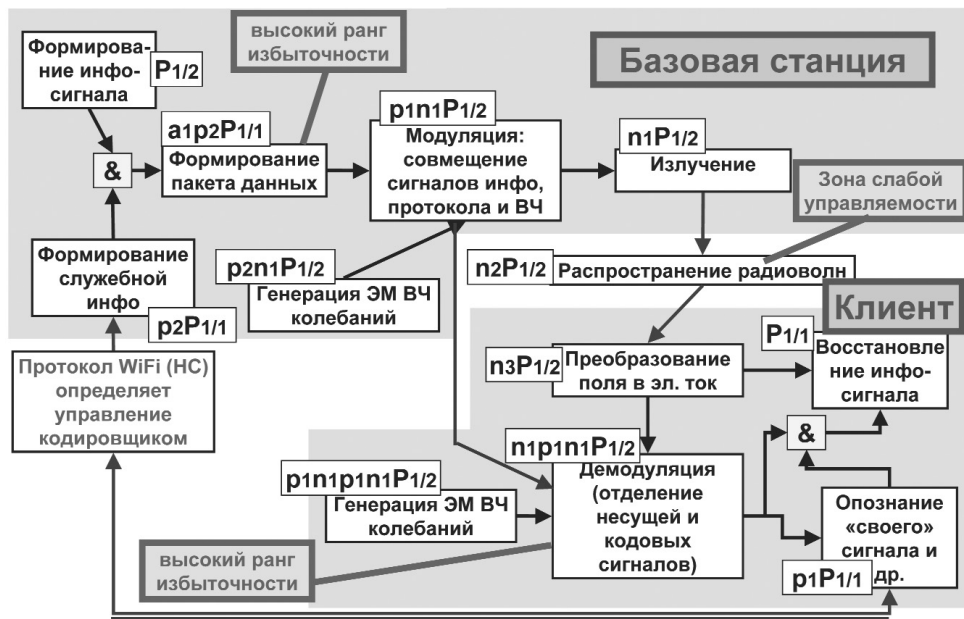 Формирова-
ние инфо-
сигнала
P1/2
высокий ранг
избыточности
Базовая станция
a1p2P1/1
Формирование
пакета данных
&
p1n1P1/2
Модуляция:
совмещение
сигналов инфо,
протокола и ВЧ
n1P1/2
Излучение
Зона слабой
управляемости
Формирование
служебной
инфо
p2P1/1
p2n1P1/2
Генерация ЭМ ВЧ
колебаний
n2P1/2
Распространение радиоволн
Клиент
Протокол WiFi (НС)
определяет
управление
кодировщиком
n3P1/2
Преобразование
поля в эл. ток
P1/1
Восстановле
ние инфо-
сигнала
&
n1p1n1P1/2
Демодуляция
(отделение
несущей и
кодовых
сигналов)
p1n1p1n1P1/2
Генерация ЭМ ВЧ
колебаний
Опознание
«своего»
сигнала и
др.
p1P1/1
высокий ранг
избыточности